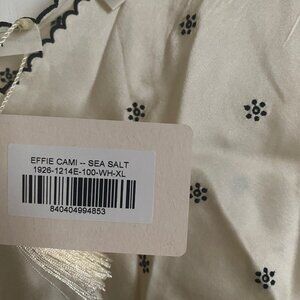 EFFIE CAMI -- SEA SALT
1926-1214E-100-WH-XL
840404994853